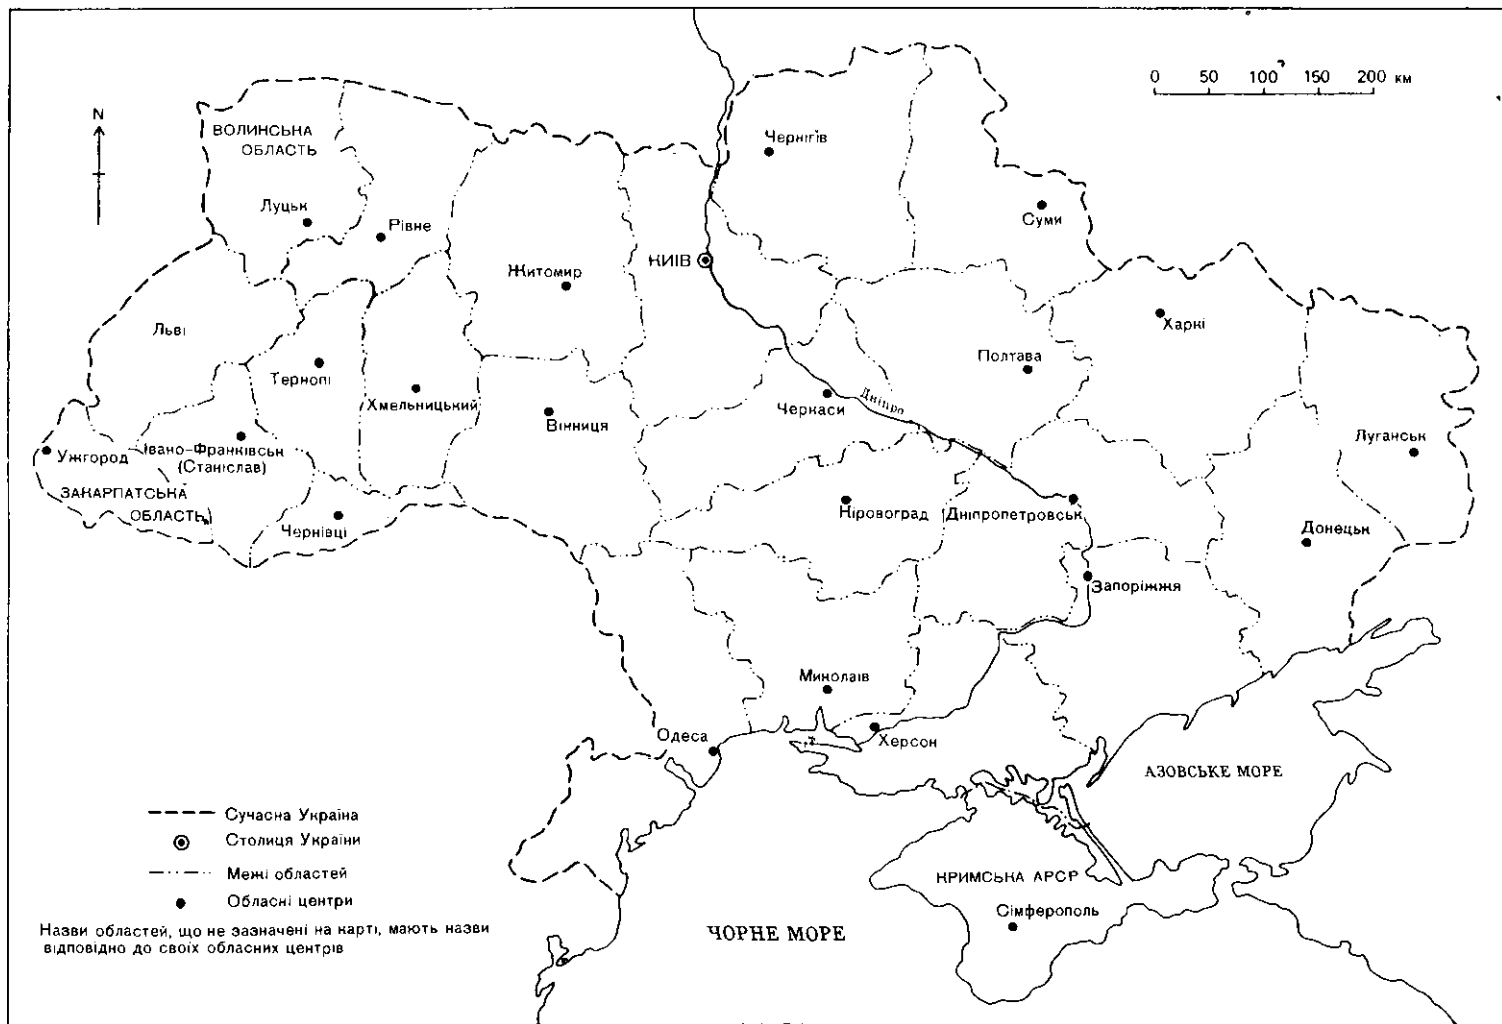 0 50 100 150 200 км
N
ВОЛИНСЬКА
ОБЛАСТЬ
Чернігів
Луцьк
Рівне
Суми
КИЇВ
Житомир
Льві
Харкі
Полтава
Тернопі
Хмельницький
Черкаси
Дніпро
Вінниця
Луганськ
Ужгород
Івано-Франківськ
(Станіслав)
ЗАКАРПАТСЬКА
ОБЛАСТЬ
Чернівці
Кіровоград
Дніпропетровськ
Донецьк
Запоріжжя
Миколаїв
Одеса
Херсон
АЗОВСЬКЕ МОРЕ
Сучасна Україна
Столиця України
Межі областей
Обласні центри
Назви областей, що не зазначені на карті, мають назви
відповідно до своїх обласних центрів
КРИМСЬКА АРСР
Сімферополь
ЧОРНЕ МОРЕ